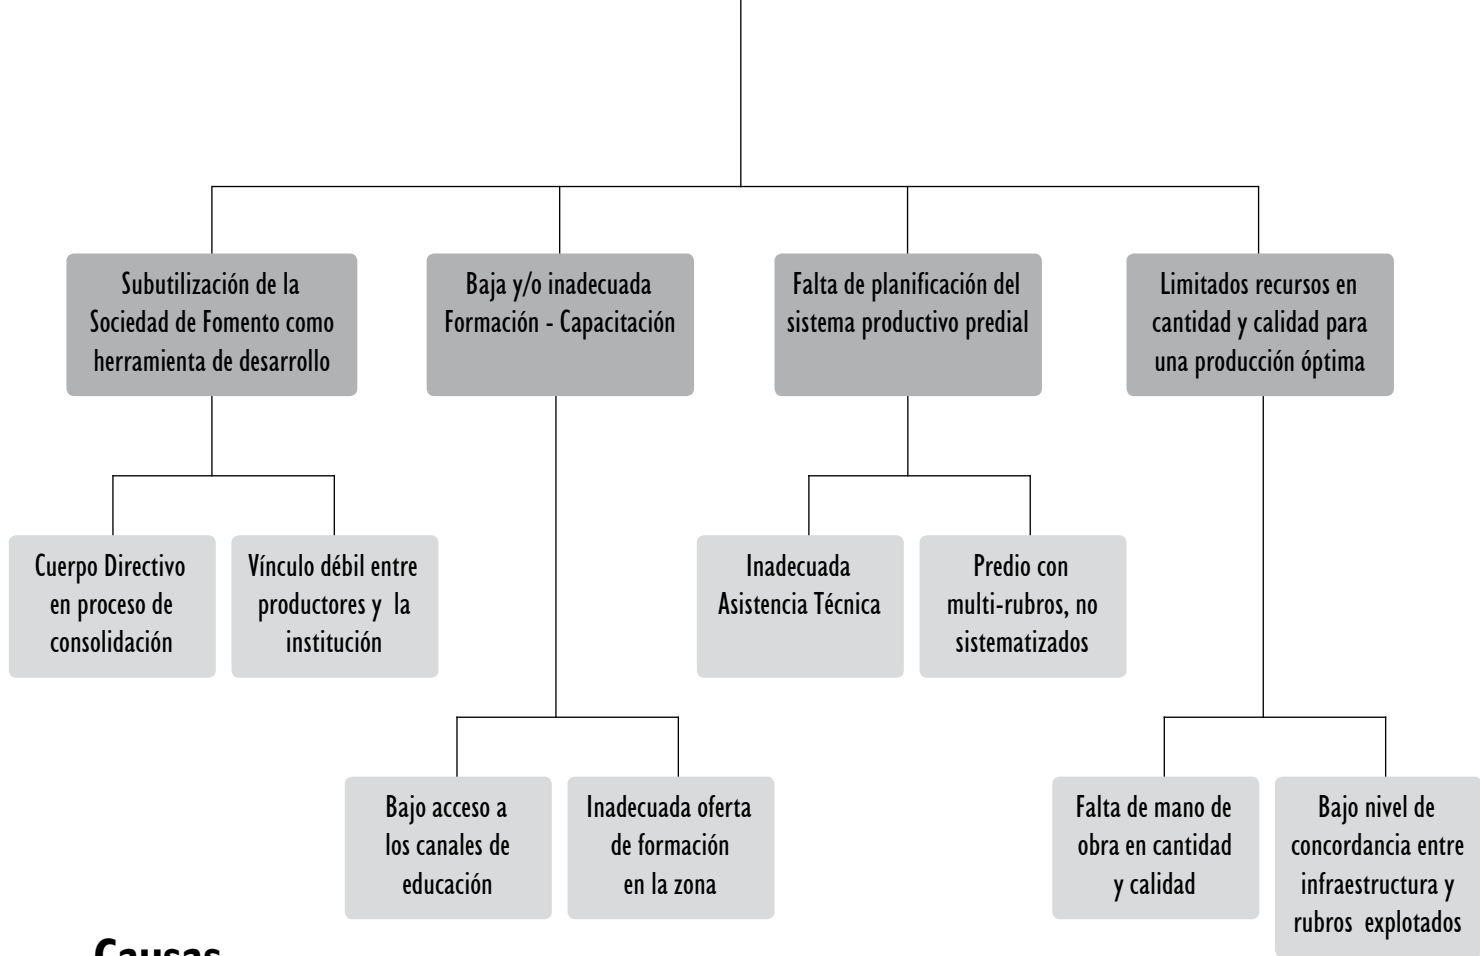 Subutilización de la
Sociedad de Fomento como
herramienta de desarrollo
Baja y/o inadecuada
Formación - Capacitación
Falta de planificación del
sistema productivo predial
Limitados recursos en
cantidad y calidad para
una producción óptima
Cuerpo Directivo
en proceso de
consolidación
Vínculo débil entre
productores y la
institución
Inadecuada
Asistencia Técnica
Predio con
multi-rubros, no
sistematizados
Bajo acceso a
los canales de
educación
Inadecuada oferta
de formación
en la zona
Falta de mano de
obra en cantidad
y calidad
Bajo nivel de
concordancia entre
infraestructura y
rubros explotados
Causas